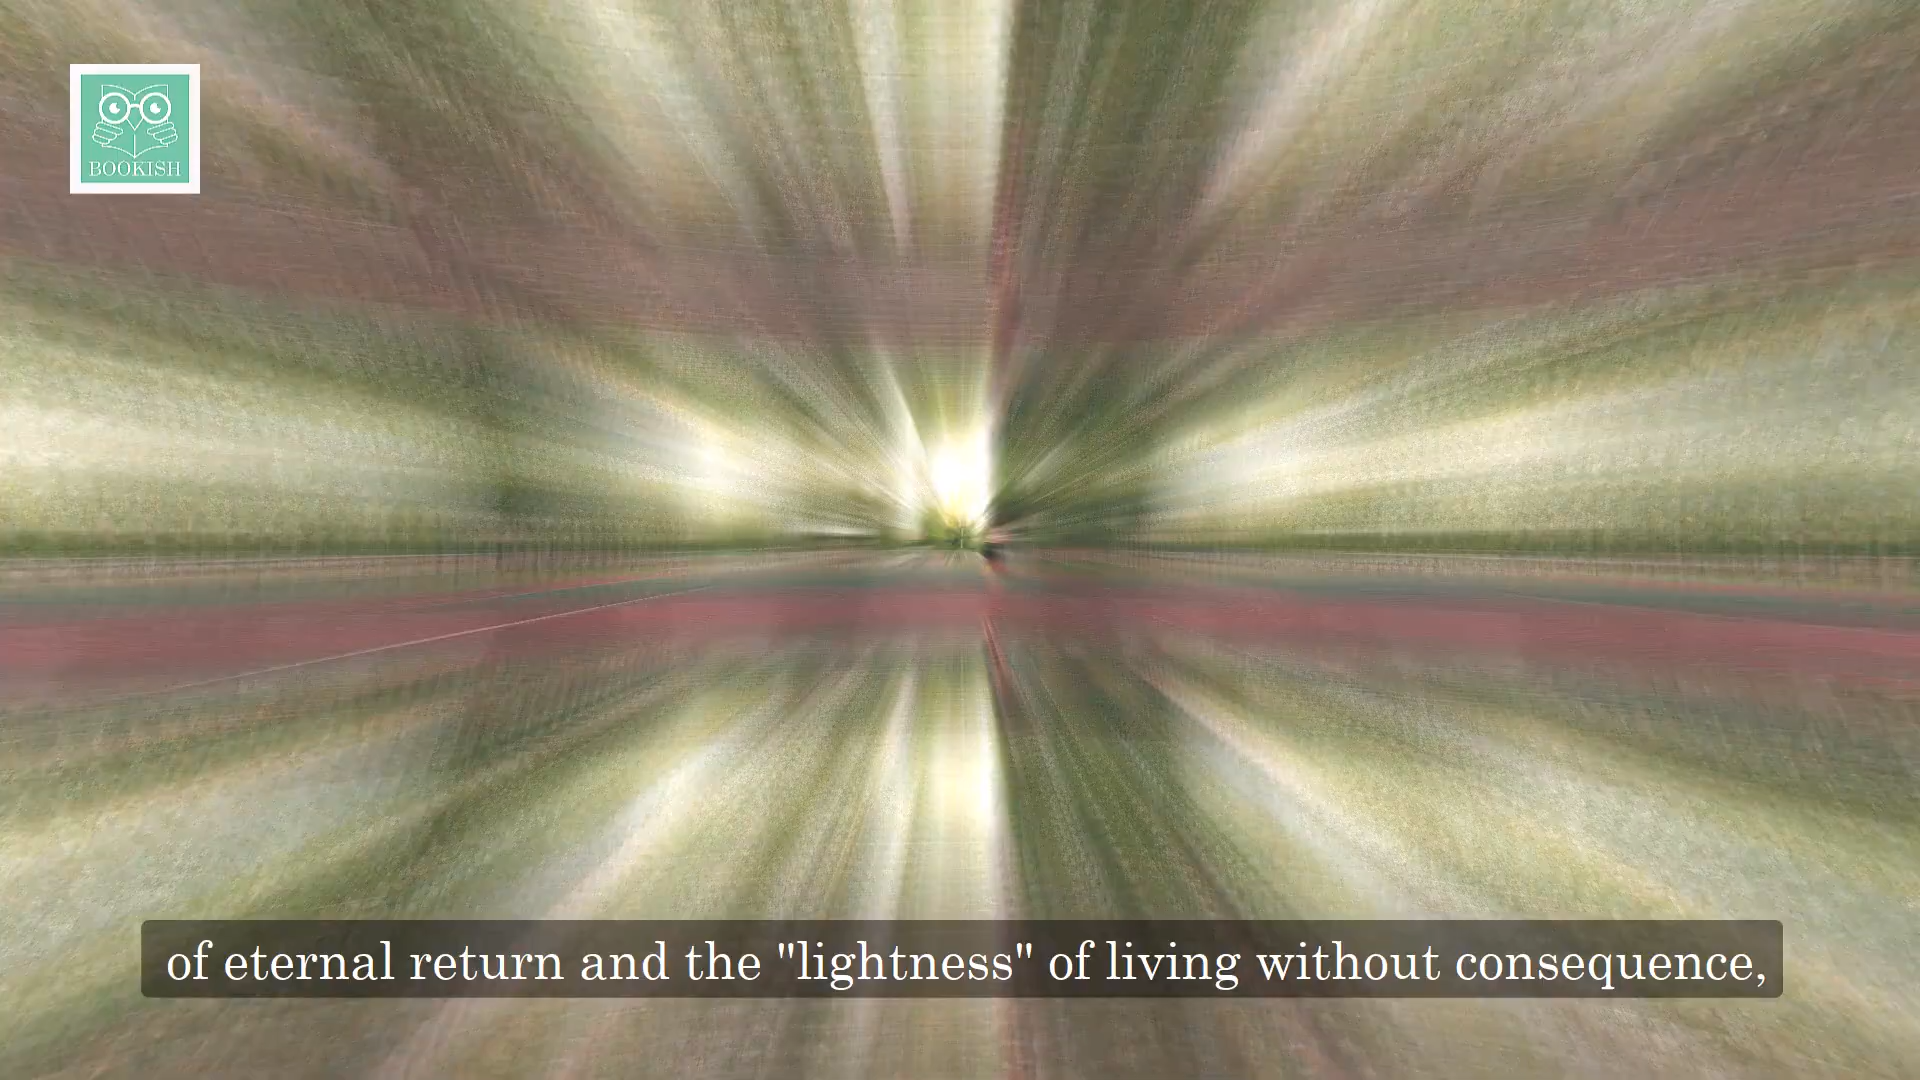 BOOKISH
of eternal return and the "lightness" of living without consequence,